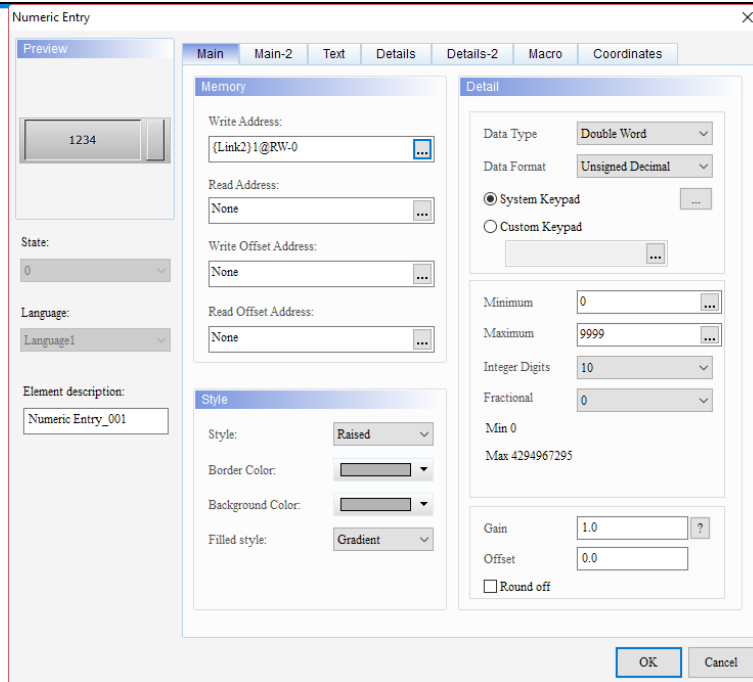 Numeric Entry
Preview
1234
State:
0
Language:
Language1
Element description:
Numeric Entry_001
Main Main-2 Text Details Details-2 Macro Coordinates
Memory
Write Address:
{Link2}1@RW-0
...
Read Address:
None
...
Write Offset Address:
None
...
Read Offset Address:
None
...
Style
Style: Raised
Border Color:
Background Color:
Filled style: Gradient
Detail
Data Type Double Word
Data Format Unsigned Decimal
System Keypad ...
Custom Keypad
...
Minimum 0 ...
Maximum 9999 ...
Integer Digits 10
Fractional 0
Min 0
Max 4294967295
Gain 1.0 ?
Offset 0.0
Round off
OK Cancel